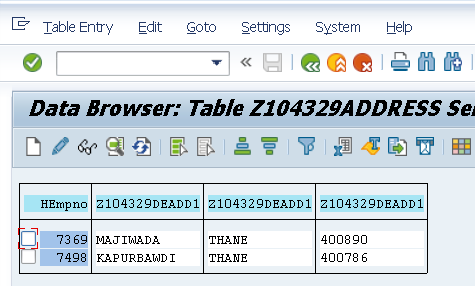 Table Entry Edit Goto Settings System Help
Data Browser: Table Z104329ADDRESS Se
HEmpno Z104329DEADD1 Z104329DEADD1 Z104329DEADD1
7369 MAJIWADA THANE 400890
7498 KAPURBAWDI THANE 400786